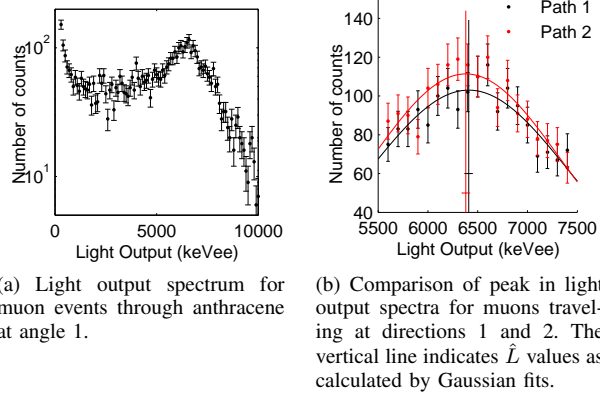 10²
10¹
Number of counts
0
5000
10000
Light Output (keVee)
(a) Light output spectrum for
muon events through anthracene
at angle 1.
Path 1
Path 2
140
120
100
80
60
40
Number of counts
5500
6000
6500
7000
7500
Light Output (keVee)
(b) Comparison of peak in light
output spectra for muons travel-
ing at directions 1 and 2. The
vertical line indicates L̂ values as
calculated by Gaussian fits.